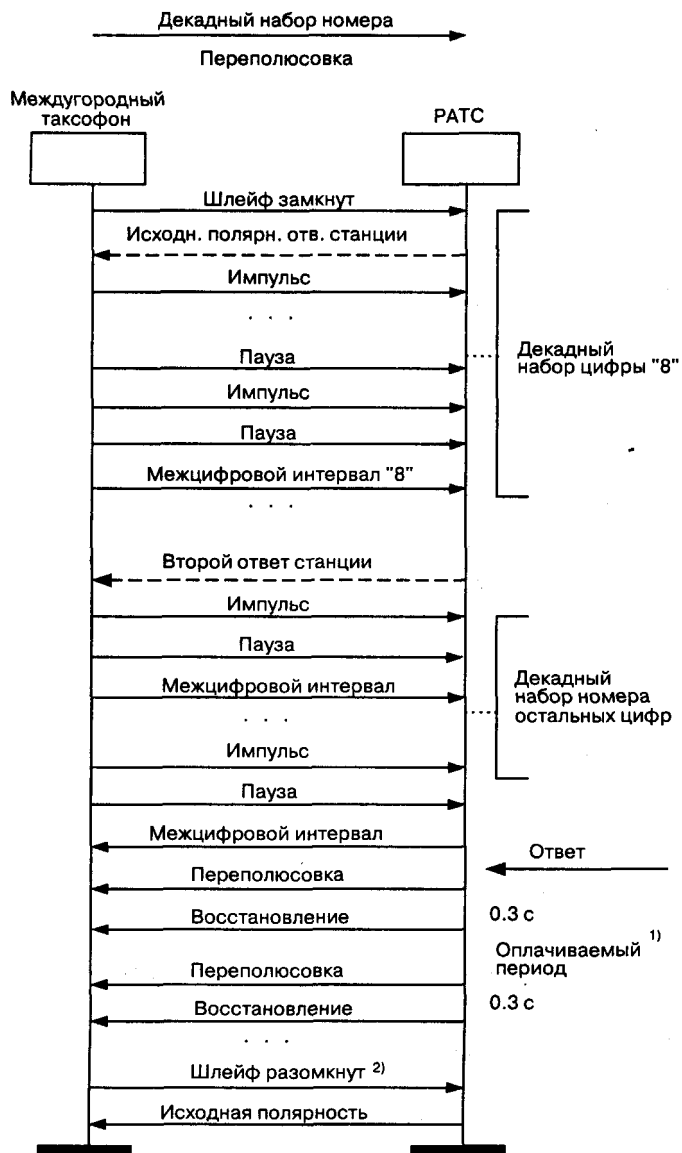 Декадный набор номера
Переполюсовка
Междугородный
таксофон
РАТС
Шлейф замкнут
Исходн. полярн. отв. станции
Импульс
. . .
Пауза
Импульс
Пауза
Межцифровой интервал "8"
. . .
Декадный
набор цифры "8"
Второй ответ станции
Импульс
Пауза
Межцифровой интервал
. . .
Импульс
Пауза
Декадный
набор номера
остальных цифр
Межцифровой интервал
Ответ
Переполюсовка
Восстановление
0.3 с
Оплачиваемый 1)
период
Переполюсовка
Восстановление
0.3 с
. . .
Шлейф разомкнут 2)
Исходная полярность